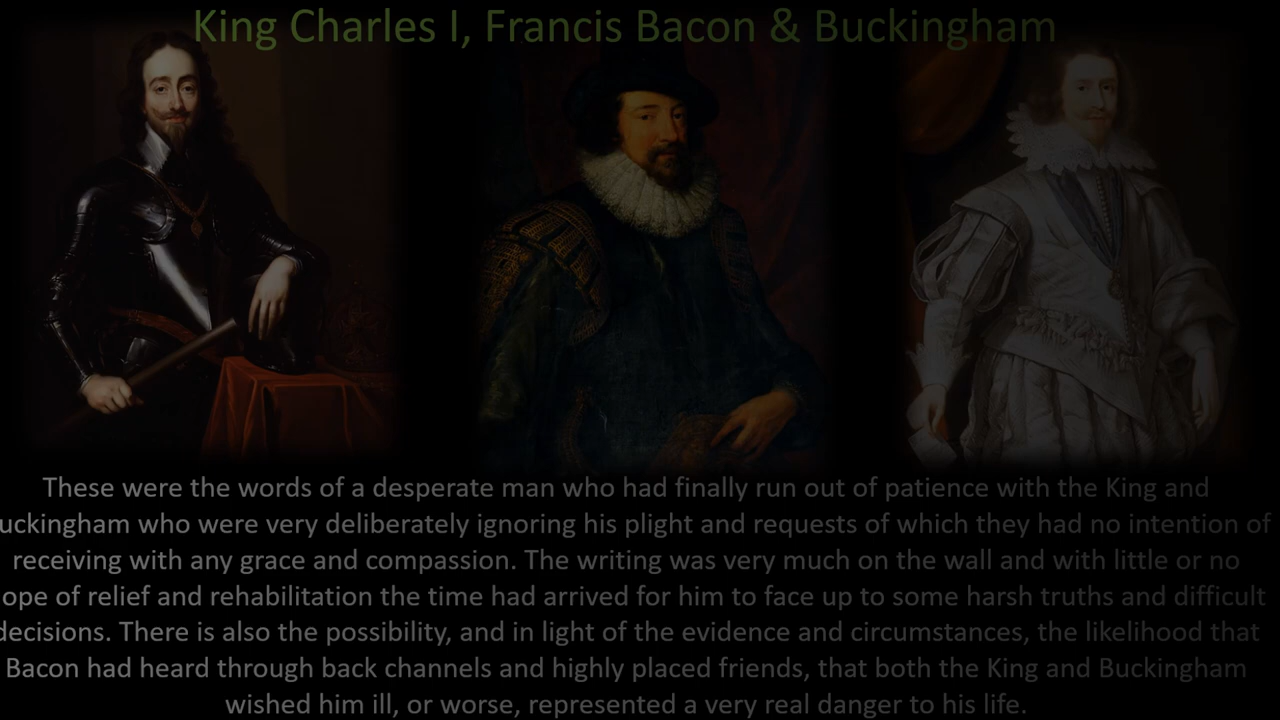 King Charles I, Francis Bacon & Buckingham
These were the words of a desperate man who had finally run out of patience with the King and
uckingham who were very deliberately ignoring his plight and requests of which they had no intention of
receiving with any grace and compassion. The writing was very much on the wall and with little or no
ope of relief and rehabilitation the time had arrived for him to face up to some harsh truths and difficult
decisions. There is also the possibility, and in light of the evidence and circumstances, the likelihood that
Bacon had heard through back channels and highly placed friends, that both the King and Buckingham
wished him ill, or worse, represented a very real danger to his life.